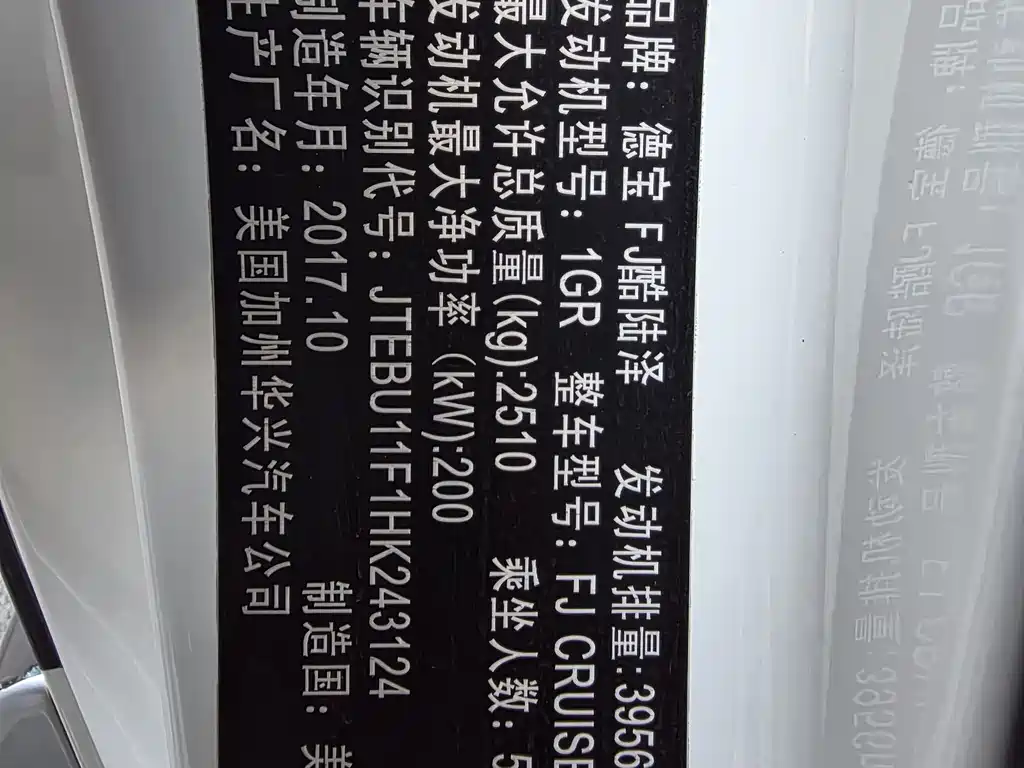 品牌: 德宝 FJ酷陆泽 发动机排量:3956
发动机型号: 1GR 整车型号: FJ CRUISE
最大允许总质量(kg):2510 乘坐人数: 5
发动机最大净功率 (kW):200
车辆识别代号: JTEBU11F1HK243124
制造年月: 2017.10 制造国: 美
生产厂名: 美国加州华兴汽车公司